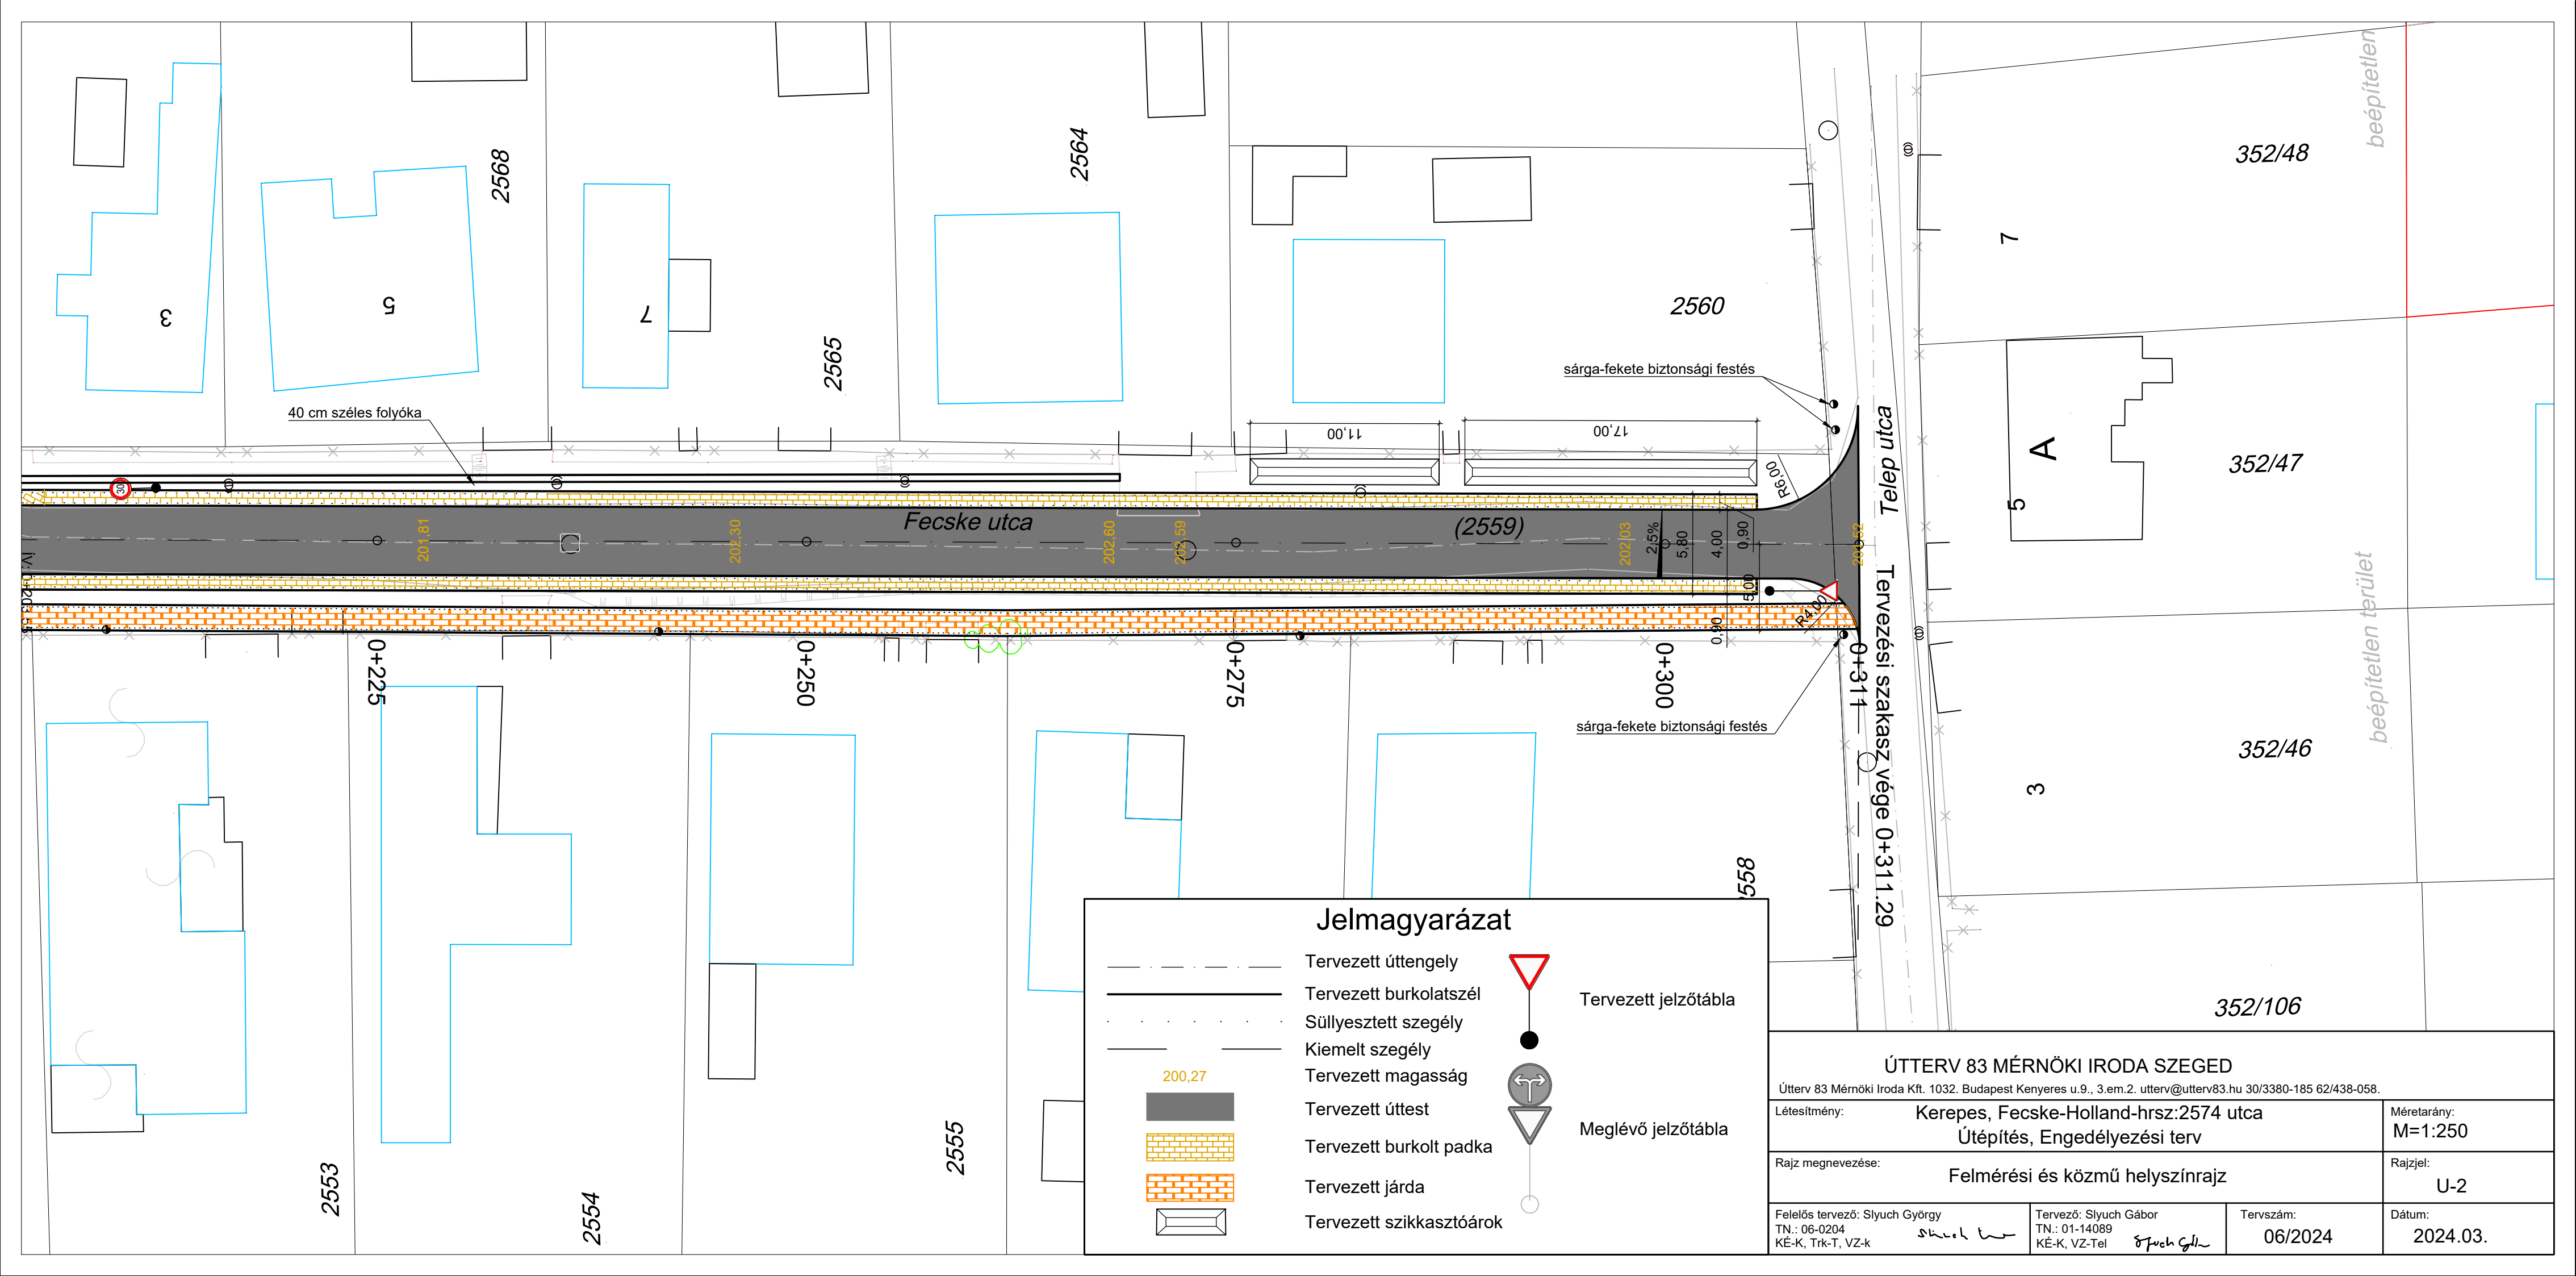 beépítetlen
352/48
2568
2564
7
3
5
7
2560
2565
sárga-fekete biztonsági festés
40 cm széles folyóka
Telep utca
11,00
17,00
A
352/47
R6,00
30
5
Fecske utca
(2559)
201,81
202,30
202,60
202,59
202,03
2,5%
5,80
4,00
0,90
5,00
R4,00
0,90
0+225
0+250
0+275
0+300
0+311
Tervezési szakasz vége 0+311.29
beépítetlen terület
sárga-fekete biztonsági festés
352/46
3
352/106
2553
2554
2555
Jelmagyarázat
Tervezett úttengely
Tervezett burkolatszél
Süllyesztett szegély
Kiemelt szegély
200,27
Tervezett magasság
Tervezett úttest
Tervezett burkolt padka
Tervezett járda
Tervezett szikkasztóárok
Tervezett jelzőtábla
Meglévő jelzőtábla
ÚTTERV 83 MÉRNÖKI IRODA SZEGED
Útterv 83 Mérnöki Iroda Kft. 1032. Budapest Kenyeres u.9., 3.em.2. utterv@utterv83.hu 30/3380-185 62/438-058.
Létesítmény:
Kerepes, Fecske-Holland-hrsz:2574 utca
Útépítés, Engedélyezési terv
Méretarány:
M=1:250
Rajz megnevezése:
Felmérési és közmű helyszínrajz
Rajzjel:
U-2
Felelős tervező: Slyuch György
TN.: 06-0204
KÉ-K, Trk-T, VZ-k
Tervező: Slyuch Gábor
TN.: 01-14089
KÉ-K, VZ-Tel
Tervszám:
06/2024
Dátum:
2024.03.